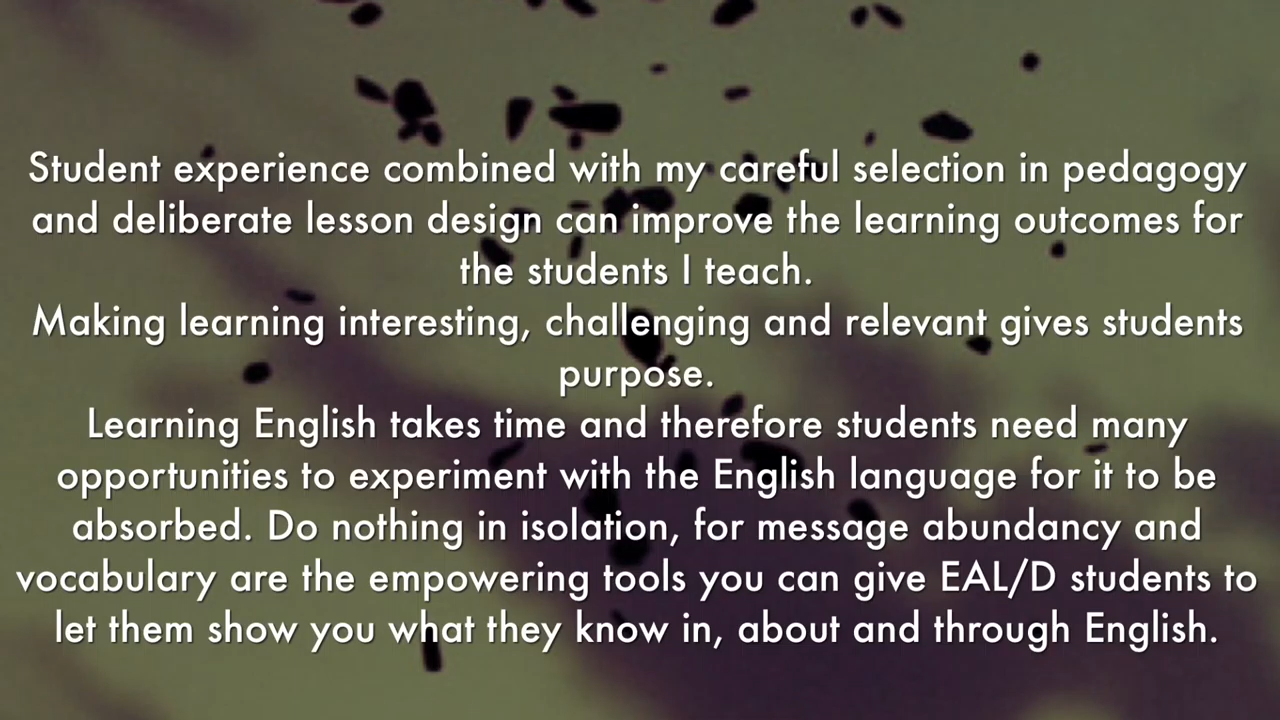 Student experience combined with my careful selection in pedagogy
and deliberate lesson design can improve the learning outcomes for
the students I teach.
Making learning interesting, challenging and relevant gives students
purpose.
Learning English takes time and therefore students need many
opportunities to experiment with the English language for it to be
absorbed. Do nothing in isolation, for message abundancy and
vocabulary are the empowering tools you can give EAL/D students to
let them show you what they know in, about and through English.